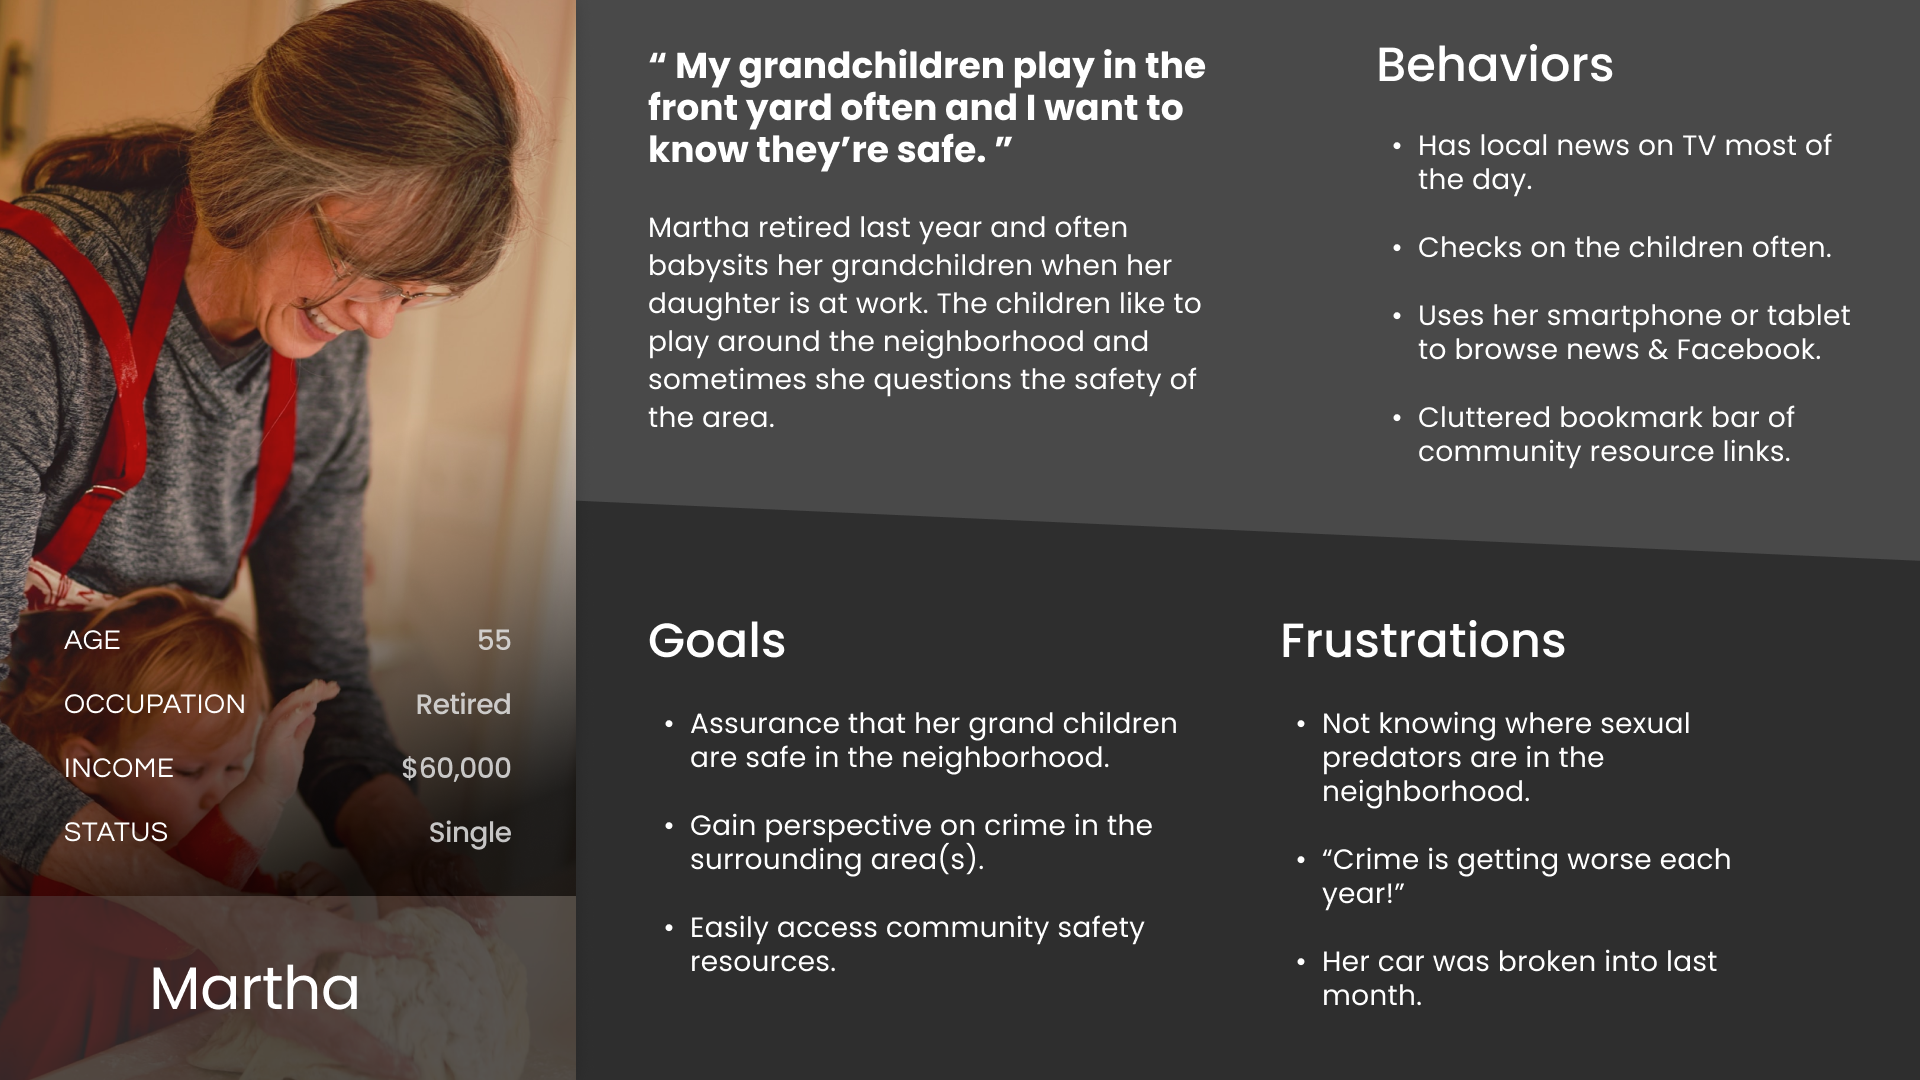 AGE 55
OCCUPATION Retired
INCOME $60,000
STATUS Single
Martha
“ My grandchildren play in the
front yard often and I want to
know they’re safe. ”
Martha retired last year and often
babysits her grandchildren when her
daughter is at work. The children like to
play around the neighborhood and
sometimes she questions the safety of
the area.
Behaviors
• Has local news on TV most of
the day.
• Checks on the children often.
• Uses her smartphone or tablet
to browse news & Facebook.
• Cluttered bookmark bar of
community resource links.
Goals
• Assurance that her grand children
are safe in the neighborhood.
• Gain perspective on crime in the
surrounding area(s).
• Easily access community safety
resources.
Frustrations
• Not knowing where sexual
predators are in the
neighborhood.
• “Crime is getting worse each
year!”
• Her car was broken into last
month.